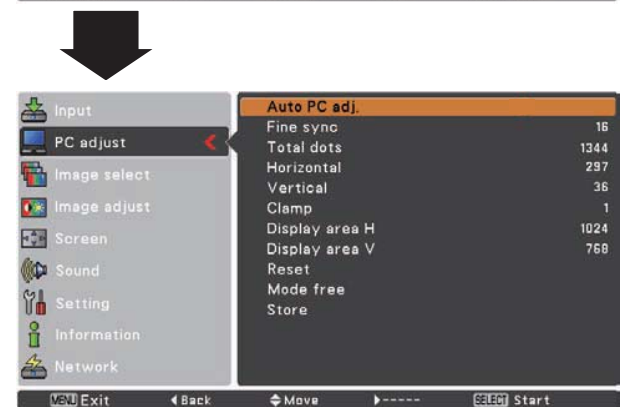 Input
PC adjust
Image select
Image adjust
Screen
Sound
Setting
Information
Network
Auto PC adj.
Fine sync 16
Total dots 1344
Horizontal 297
Vertical 36
Clamp 1
Display area H 1024
Display area V 768
Reset
Mode free
Store
MENU Exit Back Move ----- SELECT Start